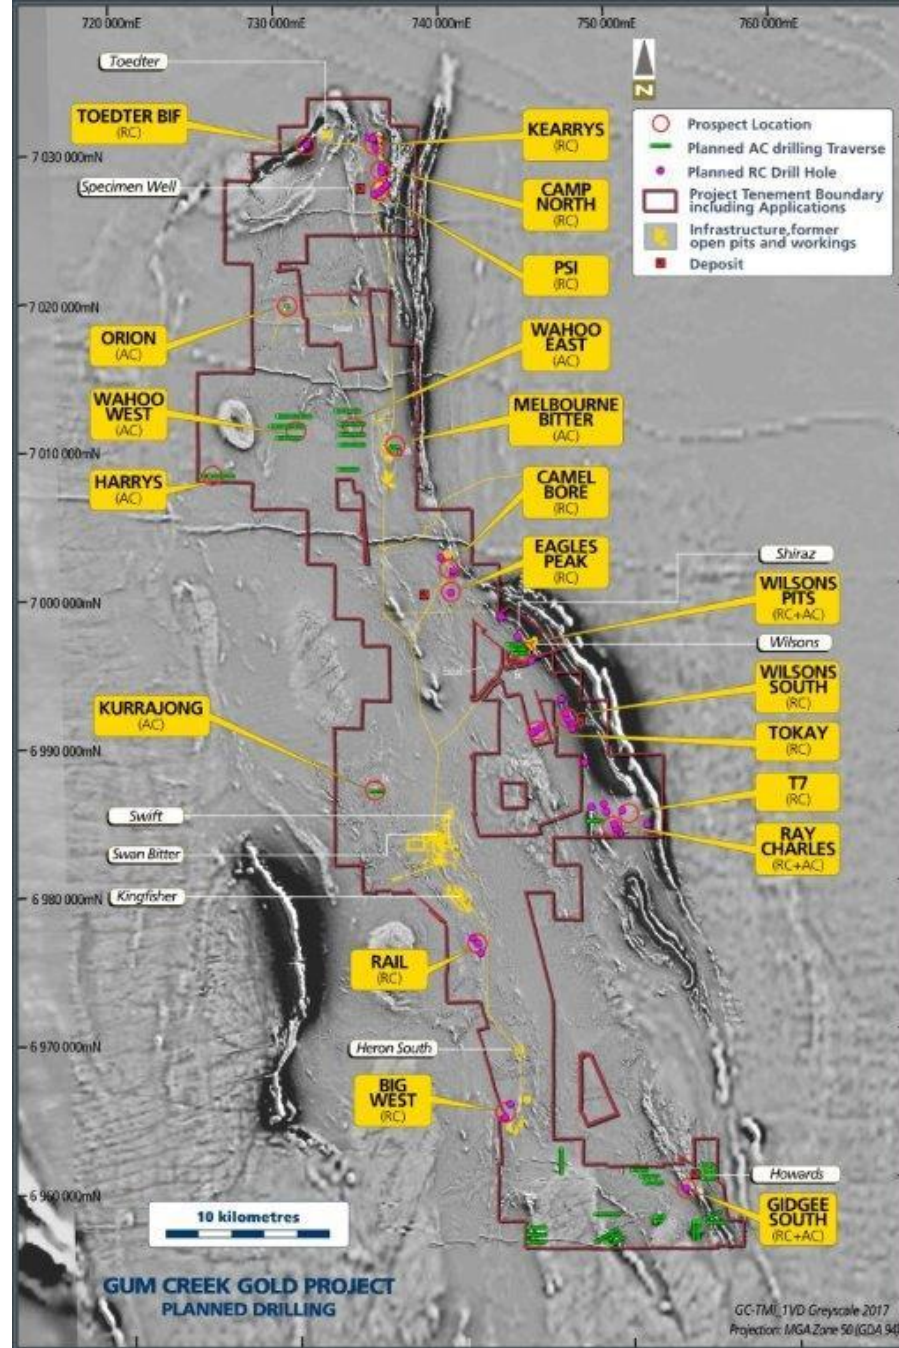 720 000mE
730 000mE
740 000mE
750 000mE
760 000mE
Toedter
TOEDTER BIF
(RC)
KEARRYS
(RC)
N
Prospect Location
Planned AC drilling Traverse
Planned RC Drill Hole
Project Tenement Boundary
including Applications
Infrastructure,former
open pits and workings
Deposit
7 030 000mN
Specimen Well
CAMP
NORTH
(RC)
PSI
(RC)
7 020 000mN
ORION
(AC)
WAHOO
EAST
(AC)
WAHOO
WEST
(AC)
MELBOURNE
BITTER
(AC)
7 010 000mN
HARRYS
(AC)
CAMEL
BORE
(RC)
EAGLES
PEAK
(RC)
Shiraz
WILSONS
PITS
(RC+AC)
7 000 000mN
Wilsons
WILSONS
SOUTH
(RC)
KURRAJONG
(AC)
TOKAY
(RC)
6 990 000mN
T7
(RC)
Swift
RAY
CHARLES
(RC+AC)
Swan Bitter
Kingfisher
6 980 000mN
RAIL
(RC)
6 970 000mN
Heron South
BIG
WEST
(RC)
Howards
6 960 000mN
GIDGEE
SOUTH
(RC+AC)
10 kilometres
GUM CREEK GOLD PROJECT
PLANNED DRILLING
GC-TMI_1VD Greyscale 2017
Projection: MGA Zone 50 (GDA 94)